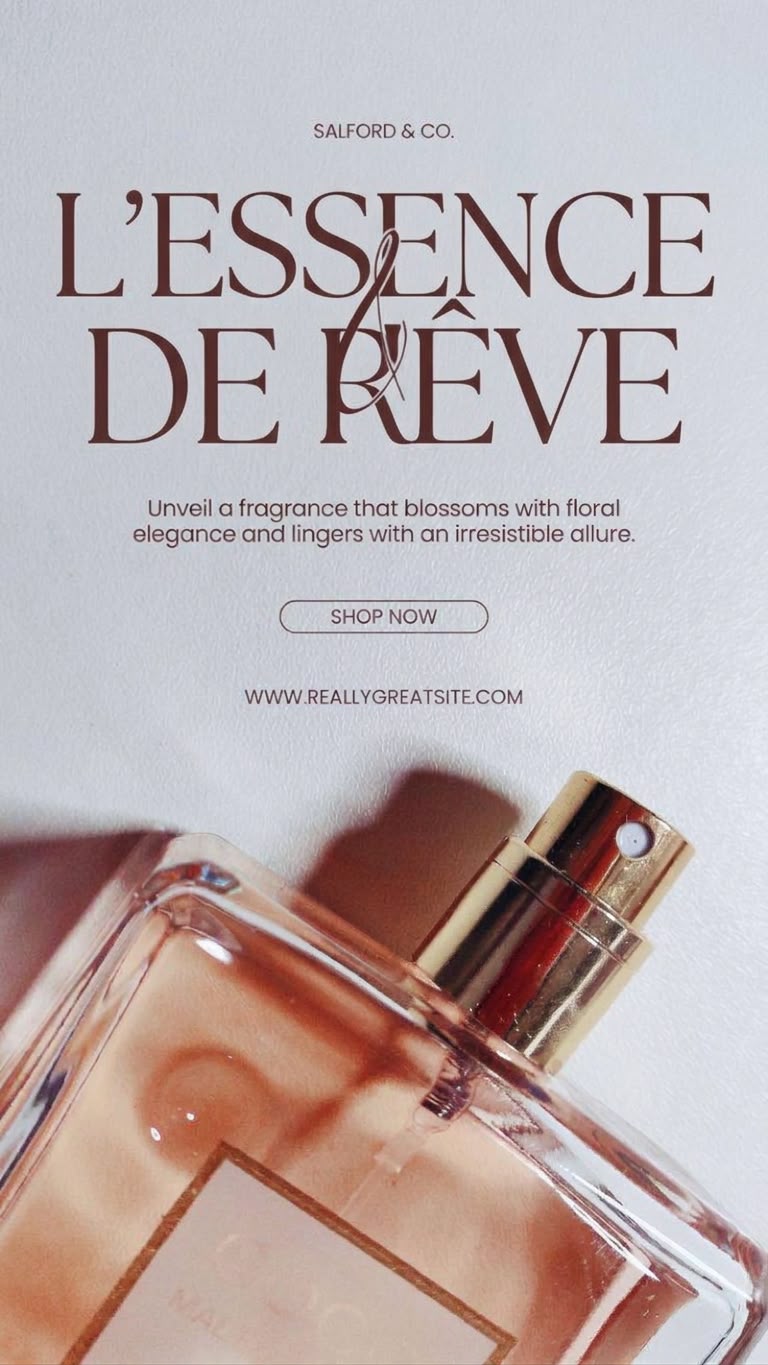 SALFORD & CO.
L’ESSENCE
&
DE RÊVE
Unveil a fragrance that blossoms with floral
elegance and lingers with an irresistible allure.
SHOP NOW
WWW.REALLYGREATSITE.COM